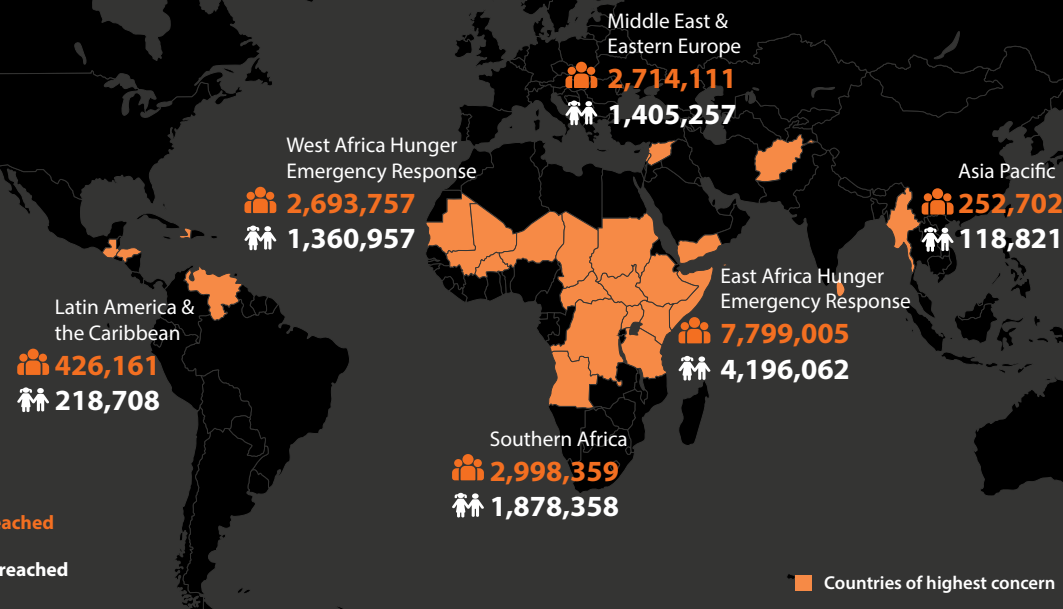 Middle East &
Eastern Europe
2,714,111
1,405,257
West Africa Hunger
Emergency Response
2,693,757
1,360,957
Asia Pacific
252,702
118,821
East Africa Hunger
Emergency Response
7,799,005
4,196,062
Latin America &
the Caribbean
426,161
218,708
Southern Africa
2,998,359
1,878,358
reached
Countries of highest concern